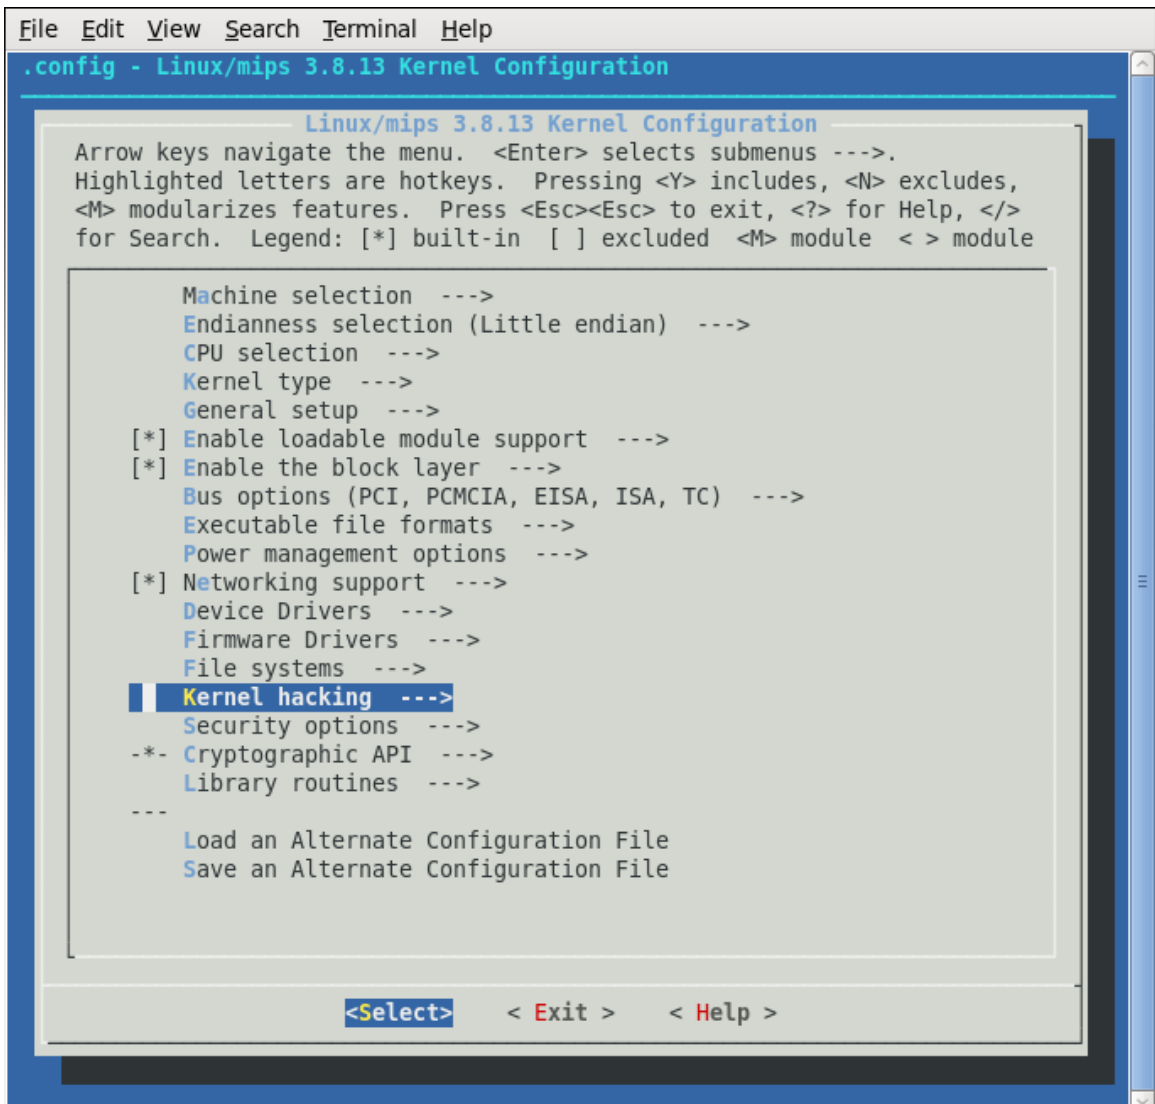 File Edit View Search Terminal Help
.config - Linux/mips 3.8.13 Kernel Configuration
Linux/mips 3.8.13 Kernel Configuration
Arrow keys navigate the menu.  <Enter> selects submenus --->.
Highlighted letters are hotkeys.  Pressing <Y> includes, <N> excludes,
<M> modularizes features.  Press <Esc><Esc> to exit, <?> for Help, </>
for Search.  Legend: [*] built-in  [ ] excluded  <M> module  < > module
Machine selection  --->
Endianness selection (Little endian)  --->
CPU selection  --->
Kernel type  --->
General setup  --->
[*] Enable loadable module support  --->
[*] Enable the block layer  --->
Bus options (PCI, PCMCIA, EISA, ISA, TC)  --->
Executable file formats  --->
Power management options  --->
[*] Networking support  --->
Device Drivers  --->
Firmware Drivers  --->
File systems  --->
Kernel hacking  --->
Security options  --->
-*- Cryptographic API  --->
Library routines  --->
---
Load an Alternate Configuration File
Save an Alternate Configuration File
<Select>    < Exit >    < Help >